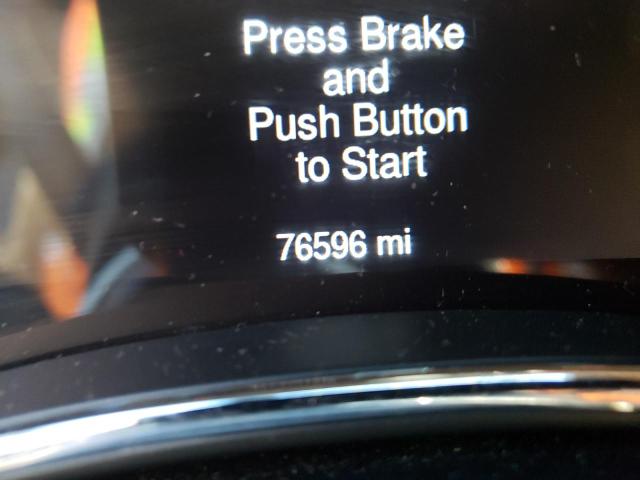 Press Brake
and
Push Button
to Start
76596 mi